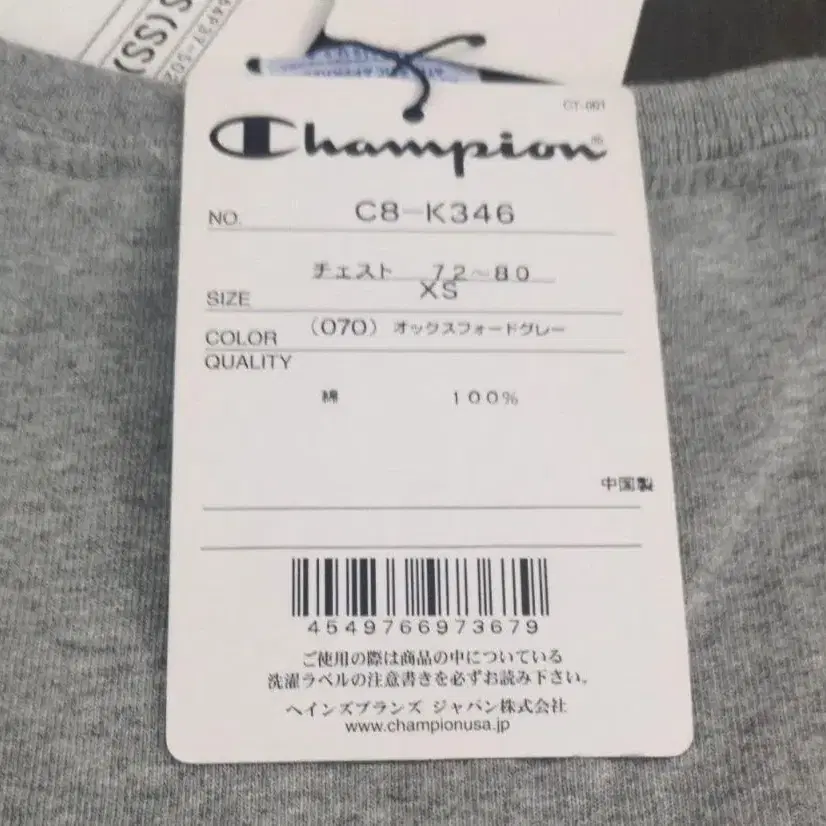 S(SS)
Champion®
CT-001
NO. C8-K346
チェスト 72～80
SIZE XS
COLOR (070) オックスフォードグレー
QUALITY
綿 100%
中国製
4549766973679
ご使用の際は商品の中についている
洗濯ラベルの注意書きを必ずお読み下さい。
ヘインズブランズ ジャパン株式会社
www.championusa.jp